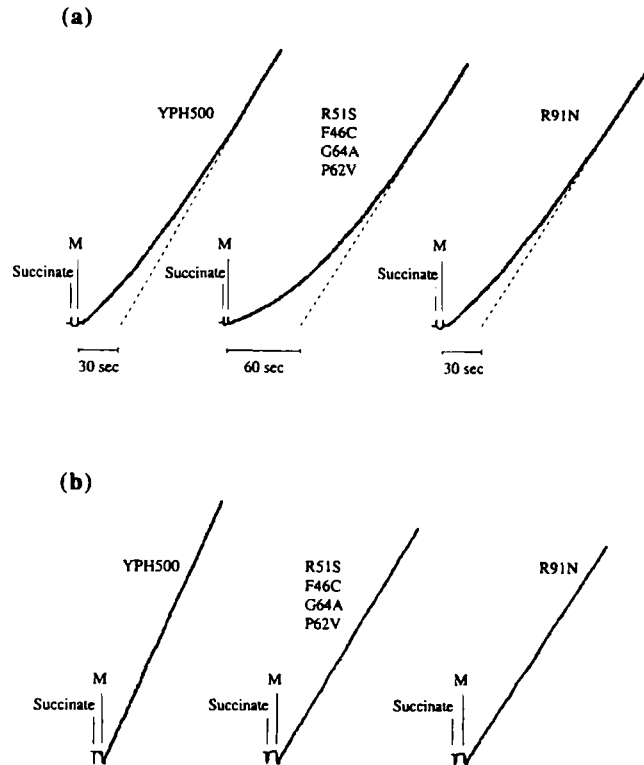 (a)
YPH500
R51S
F46C
G64A
P62V
R91N
M
Succinate
M
Succinate
M
Succinate
30 sec
60 sec
30 sec
(b)
YPH500
R51S
F46C
G64A
P62V
R91N
M
Succinate
M
Succinate
M
Succinate